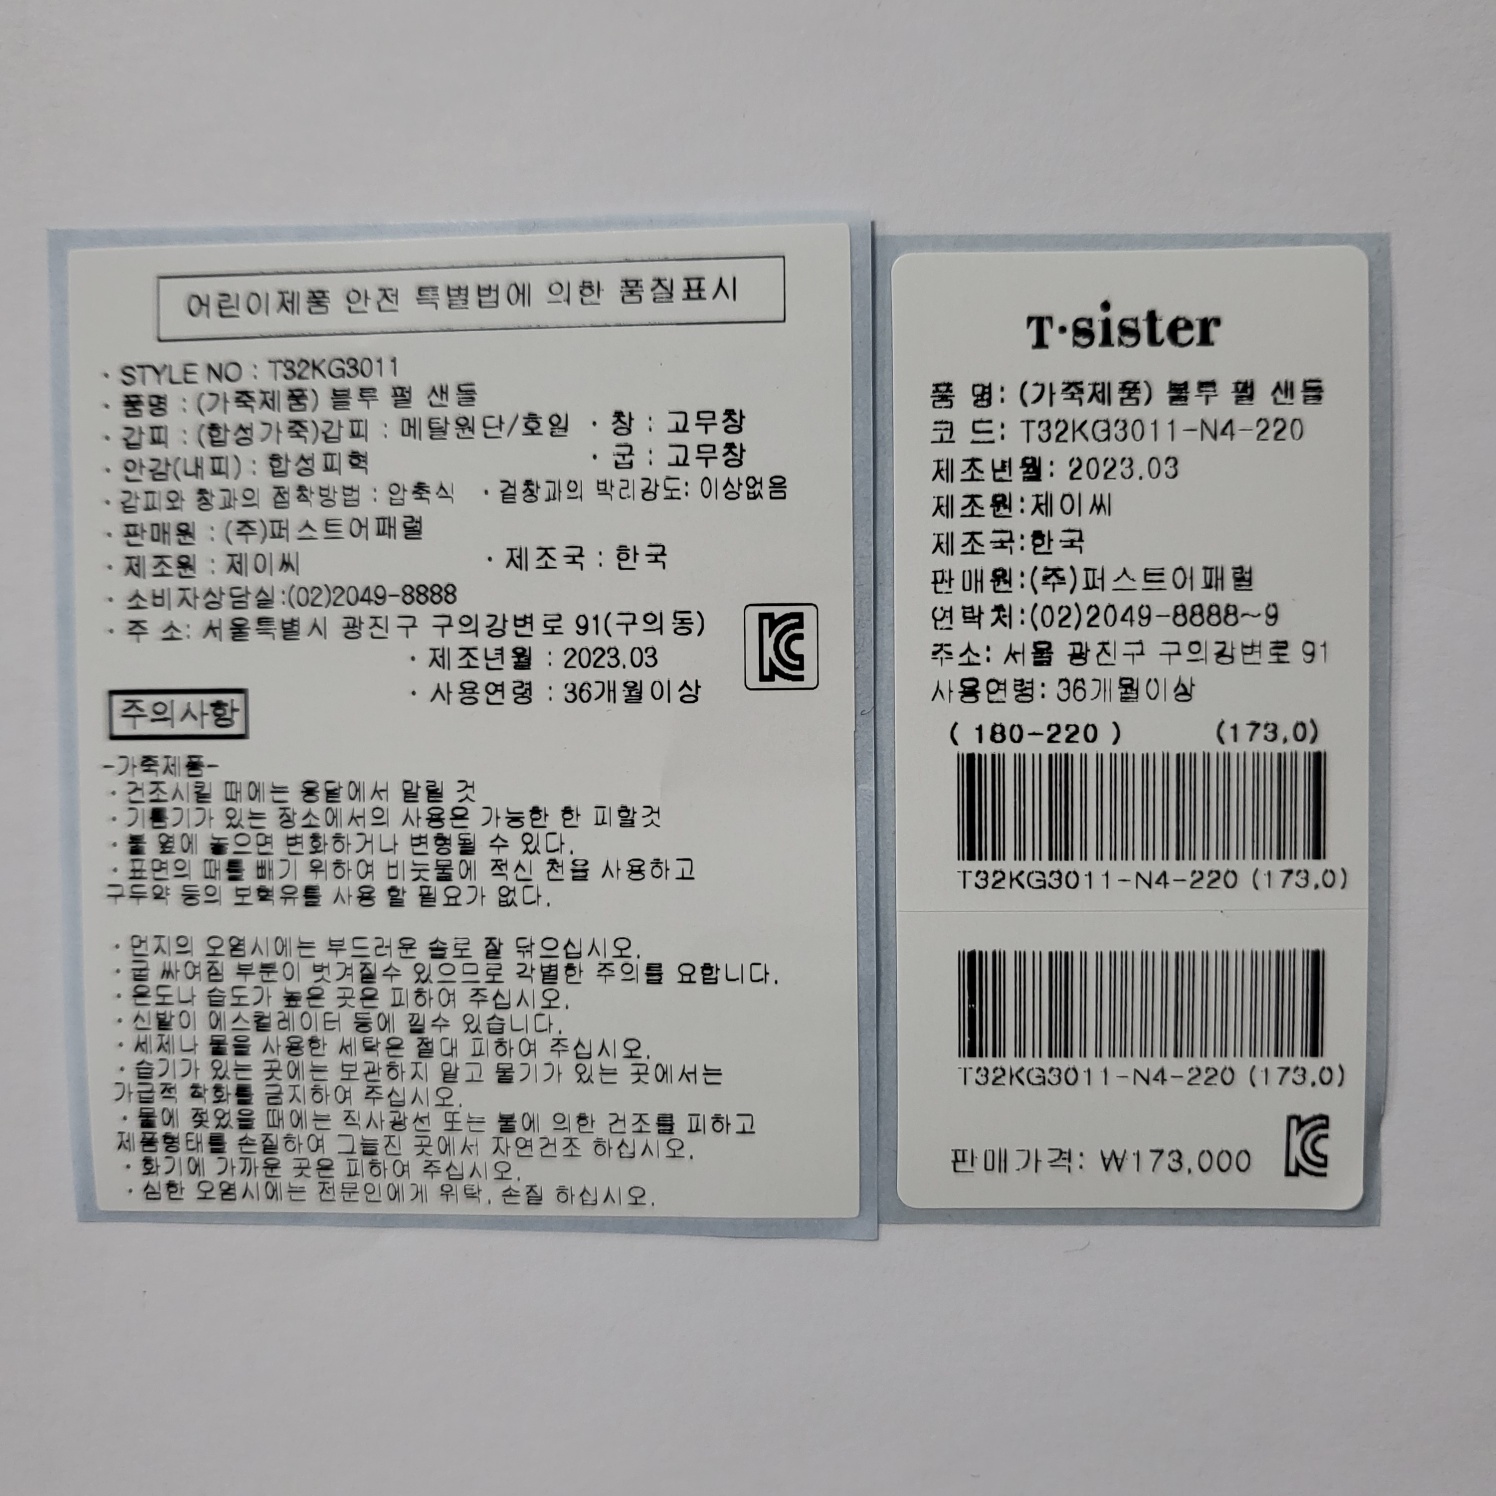 어린이제품 안전 특별법에 의한 품질표시
· STYLE NO : T32KG3011
· 품명 : (가죽제품) 블루 펄 샌들
· 갑피 : (합성가죽)갑피 : 메탈원단/호일 · 창 : 고무창
· 안감(내피) : 합성피혁 · 굽 : 고무창
· 갑피와 창과의 접착방법 : 압축식 · 겉창과의 박리강도: 이상없음
· 판매원 : (주)퍼스트어패럴
· 제조원 : 제이씨 · 제조국 : 한국
· 소비자상담실:(02)2049-8888
· 주 소: 서울특별시 광진구 구의강변로 91(구의동)
· 제조년월 : 2023.03
· 사용연령 : 36개월이상
주의사항
-가죽제품-
· 건조시킬 때에는 응달에서 말릴 것
· 기름기가 있는 장소에서의 사용은 가능한 한 피할것
· 불 옆에 놓으면 변화하거나 변형될 수 있다.
· 표면의 때를 빼기 위하여 비눗물에 적신 천을 사용하고
구두약 등의 보혁유를 사용 할 필요가 없다.
· 먼지의 오염시에는 부드러운 솔로 잘 닦으십시오.
· 굽 싸여짐 부분이 벗겨질수 있으므로 각별한 주의를 요합니다.
· 온도나 습도가 높은 곳은 피하여 주십시오.
· 신발이 에스컬레이터 등에 낄수 있습니다.
· 세제나 물을 사용한 세탁은 절대 피하여 주십시오.
· 습기가 있는 곳에는 보관하지 말고 물기가 있는 곳에서는
가급적 착화를 금지하여 주십시오.
· 물에 젖었을 때에는 직사광선 또는 불에 의한 건조를 피하고
제품형태를 손질하여 그늘진 곳에서 자연건조 하십시오.
· 화기에 가까운 곳은 피하여 주십시오.
· 심한 오염시에는 전문인에게 위탁, 손질 하십시오.
T·sister
품 명: (가죽제품) 블루 펄 샌들
코 드: T32KG3011-N4-220
제조년월: 2023.03
제조원:제이씨
제조국:한국
판매원:(주)퍼스트어패럴
연락처:(02)2049-8888~9
주소: 서울 광진구 구의강변로 91
사용연령: 36개월이상
( 180-220 ) (173,0)
T32KG3011-N4-220 (173,0)
T32KG3011-N4-220 (173,0)
판매가격: ₩173,000